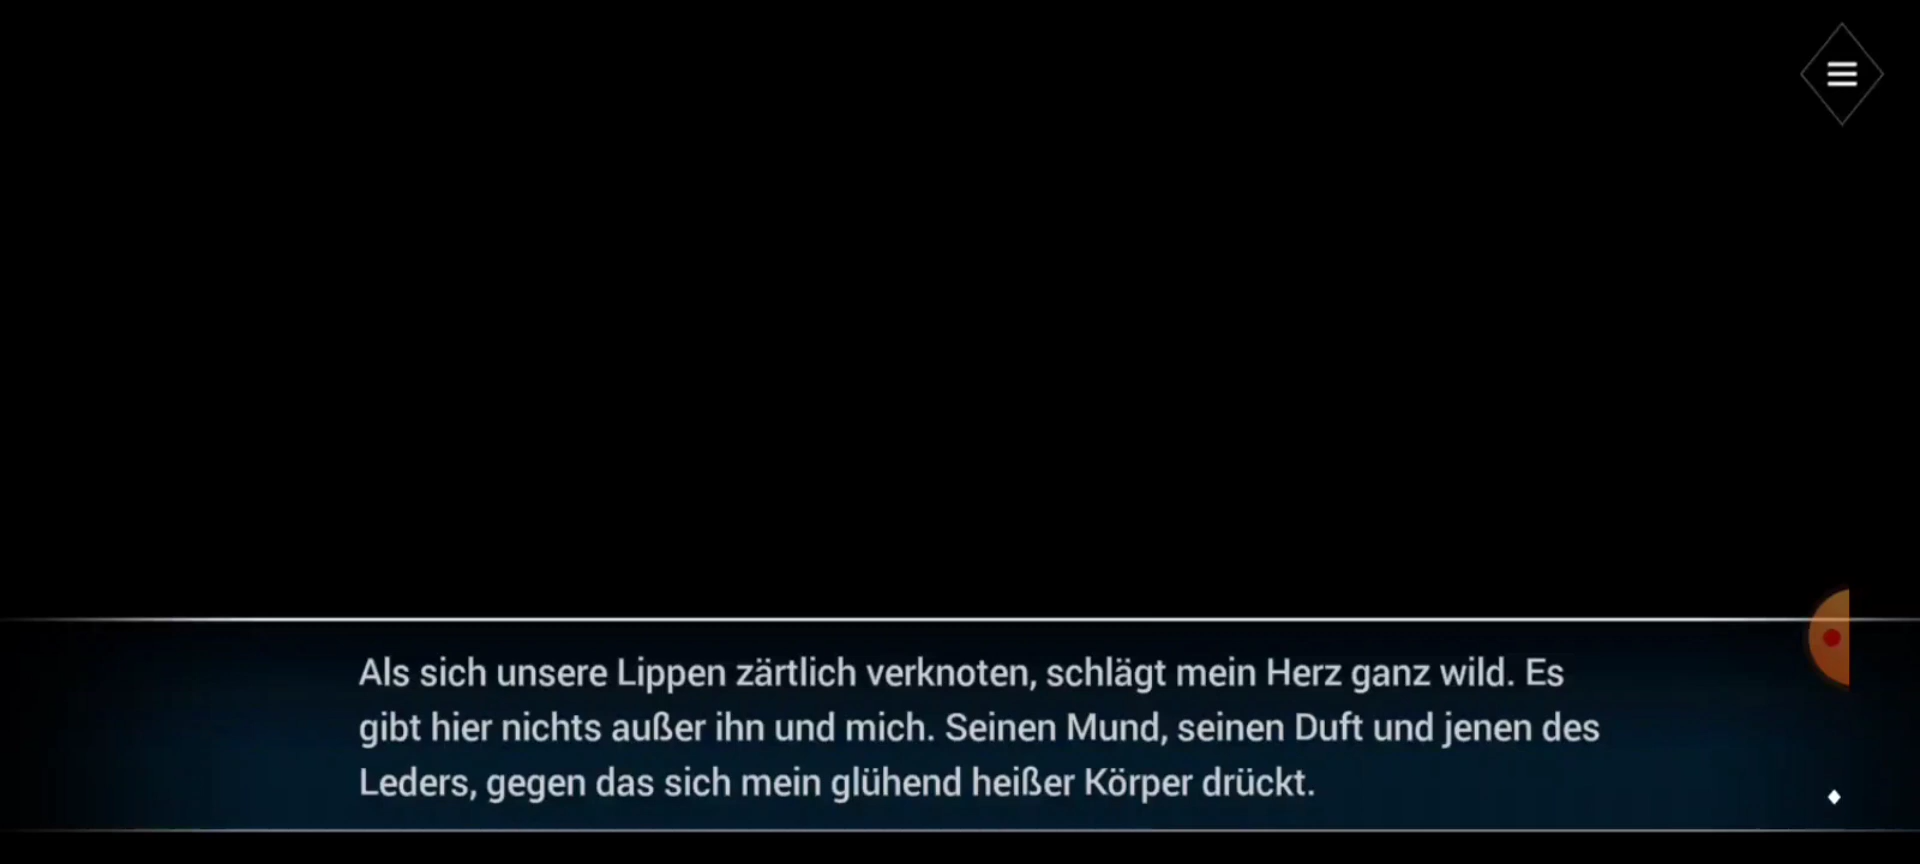 Als sich unsere Lippen zärtlich verknoten, schlägt mein Herz ganz wild. Es
gibt hier nichts außer ihn und mich. Seinen Mund, seinen Duft und jenen des
Leders, gegen das sich mein glühend heißer Körper drückt.